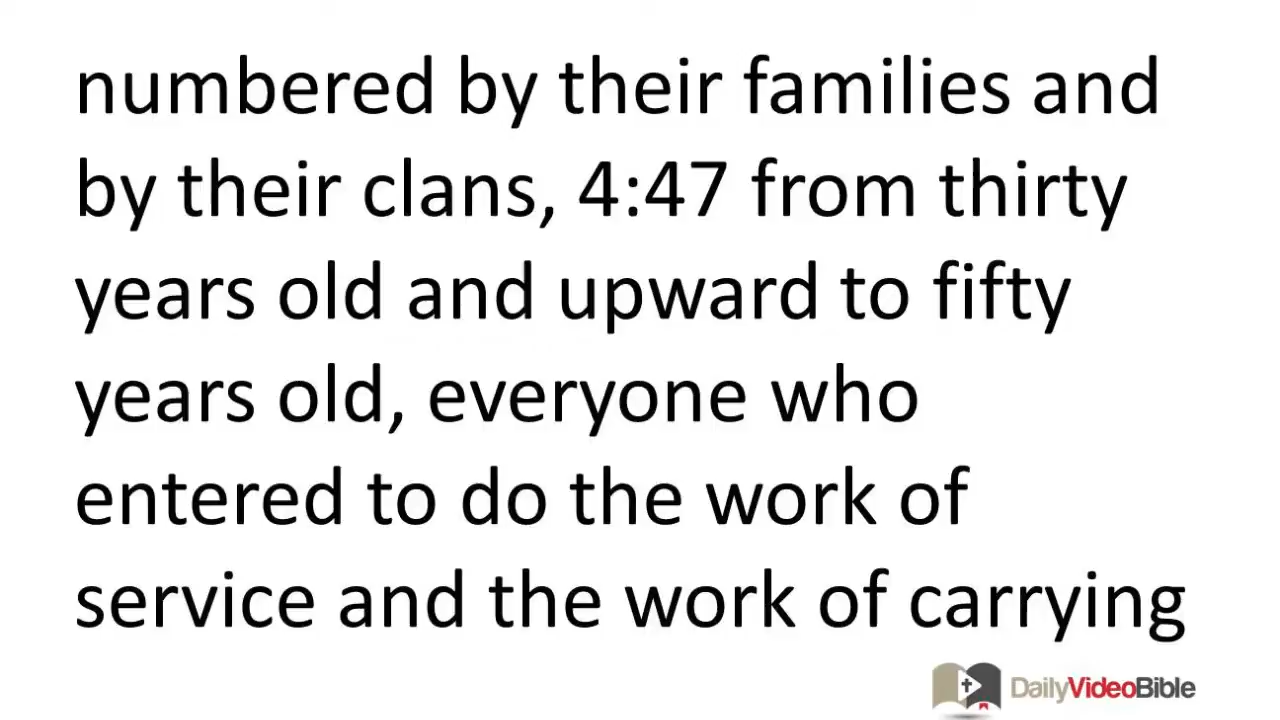 numbered by their families and
by their clans, 4:47 from thirty
years old and upward to fifty
years old, everyone who
entered to do the work of
service and the work of carrying
DailyVideoBible